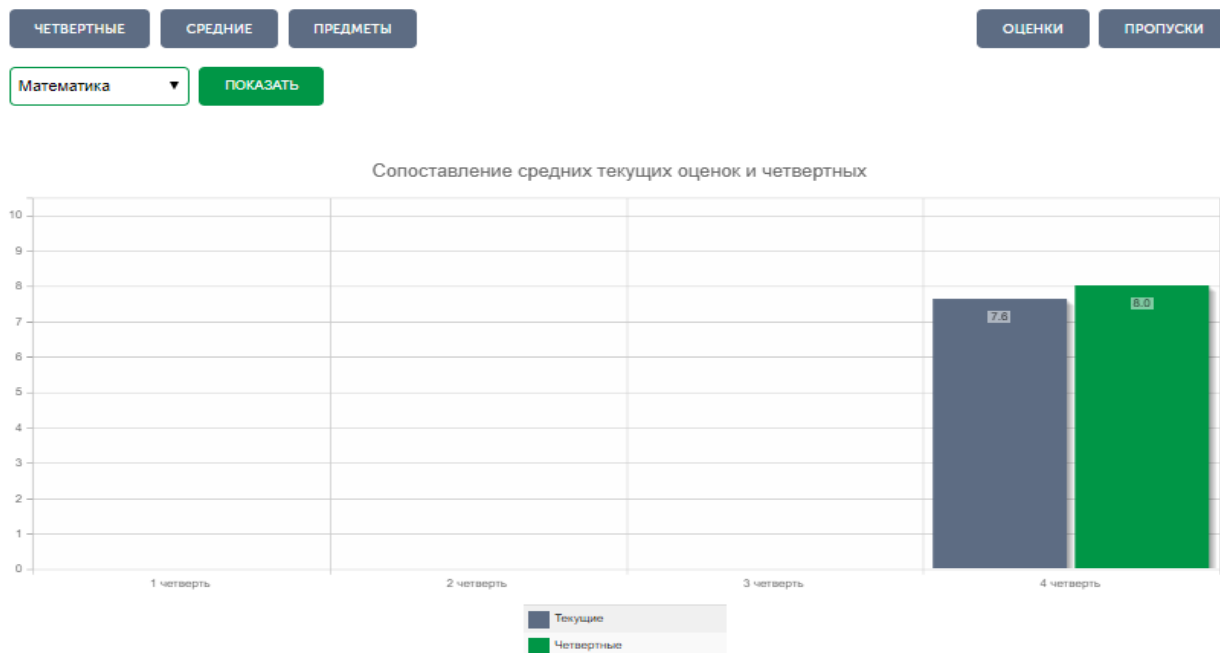 ЧЕТВЕРТНЫЕ СРЕДНИЕ ПРЕДМЕТЫ ОЦЕНКИ ПРОПУСКИ
Математика ▼ ПОКАЗАТЬ
Сопоставление средних текущих оценок и четвертных
10
9
8
7
6
5
4
3
2
1
0
7.6
8.0
1 четверть 2 четверть 3 четверть 4 четверть
Текущие
Четвертные